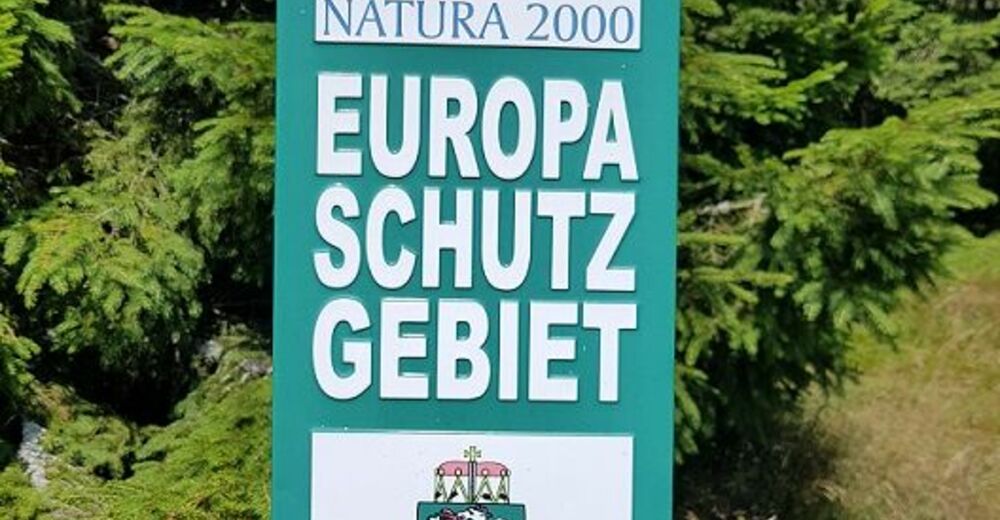 NATURA 2000
EUROPA
SCHUTZ
GEBIET